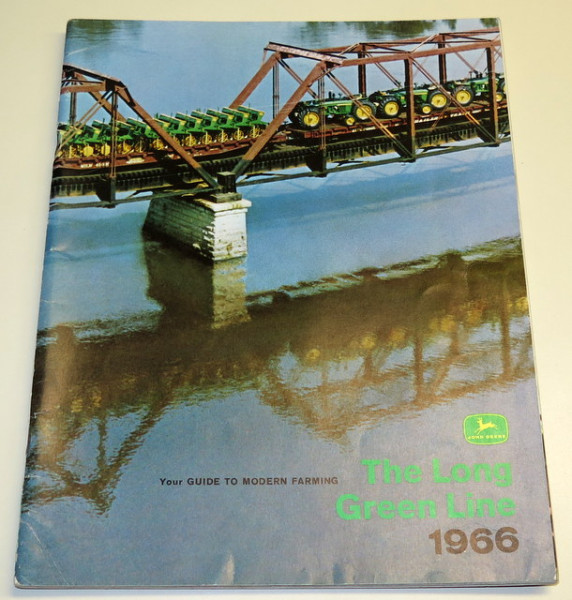 JOHN DEERE
Your GUIDE TO MODERN FARMING
The Long
Green Line
1966